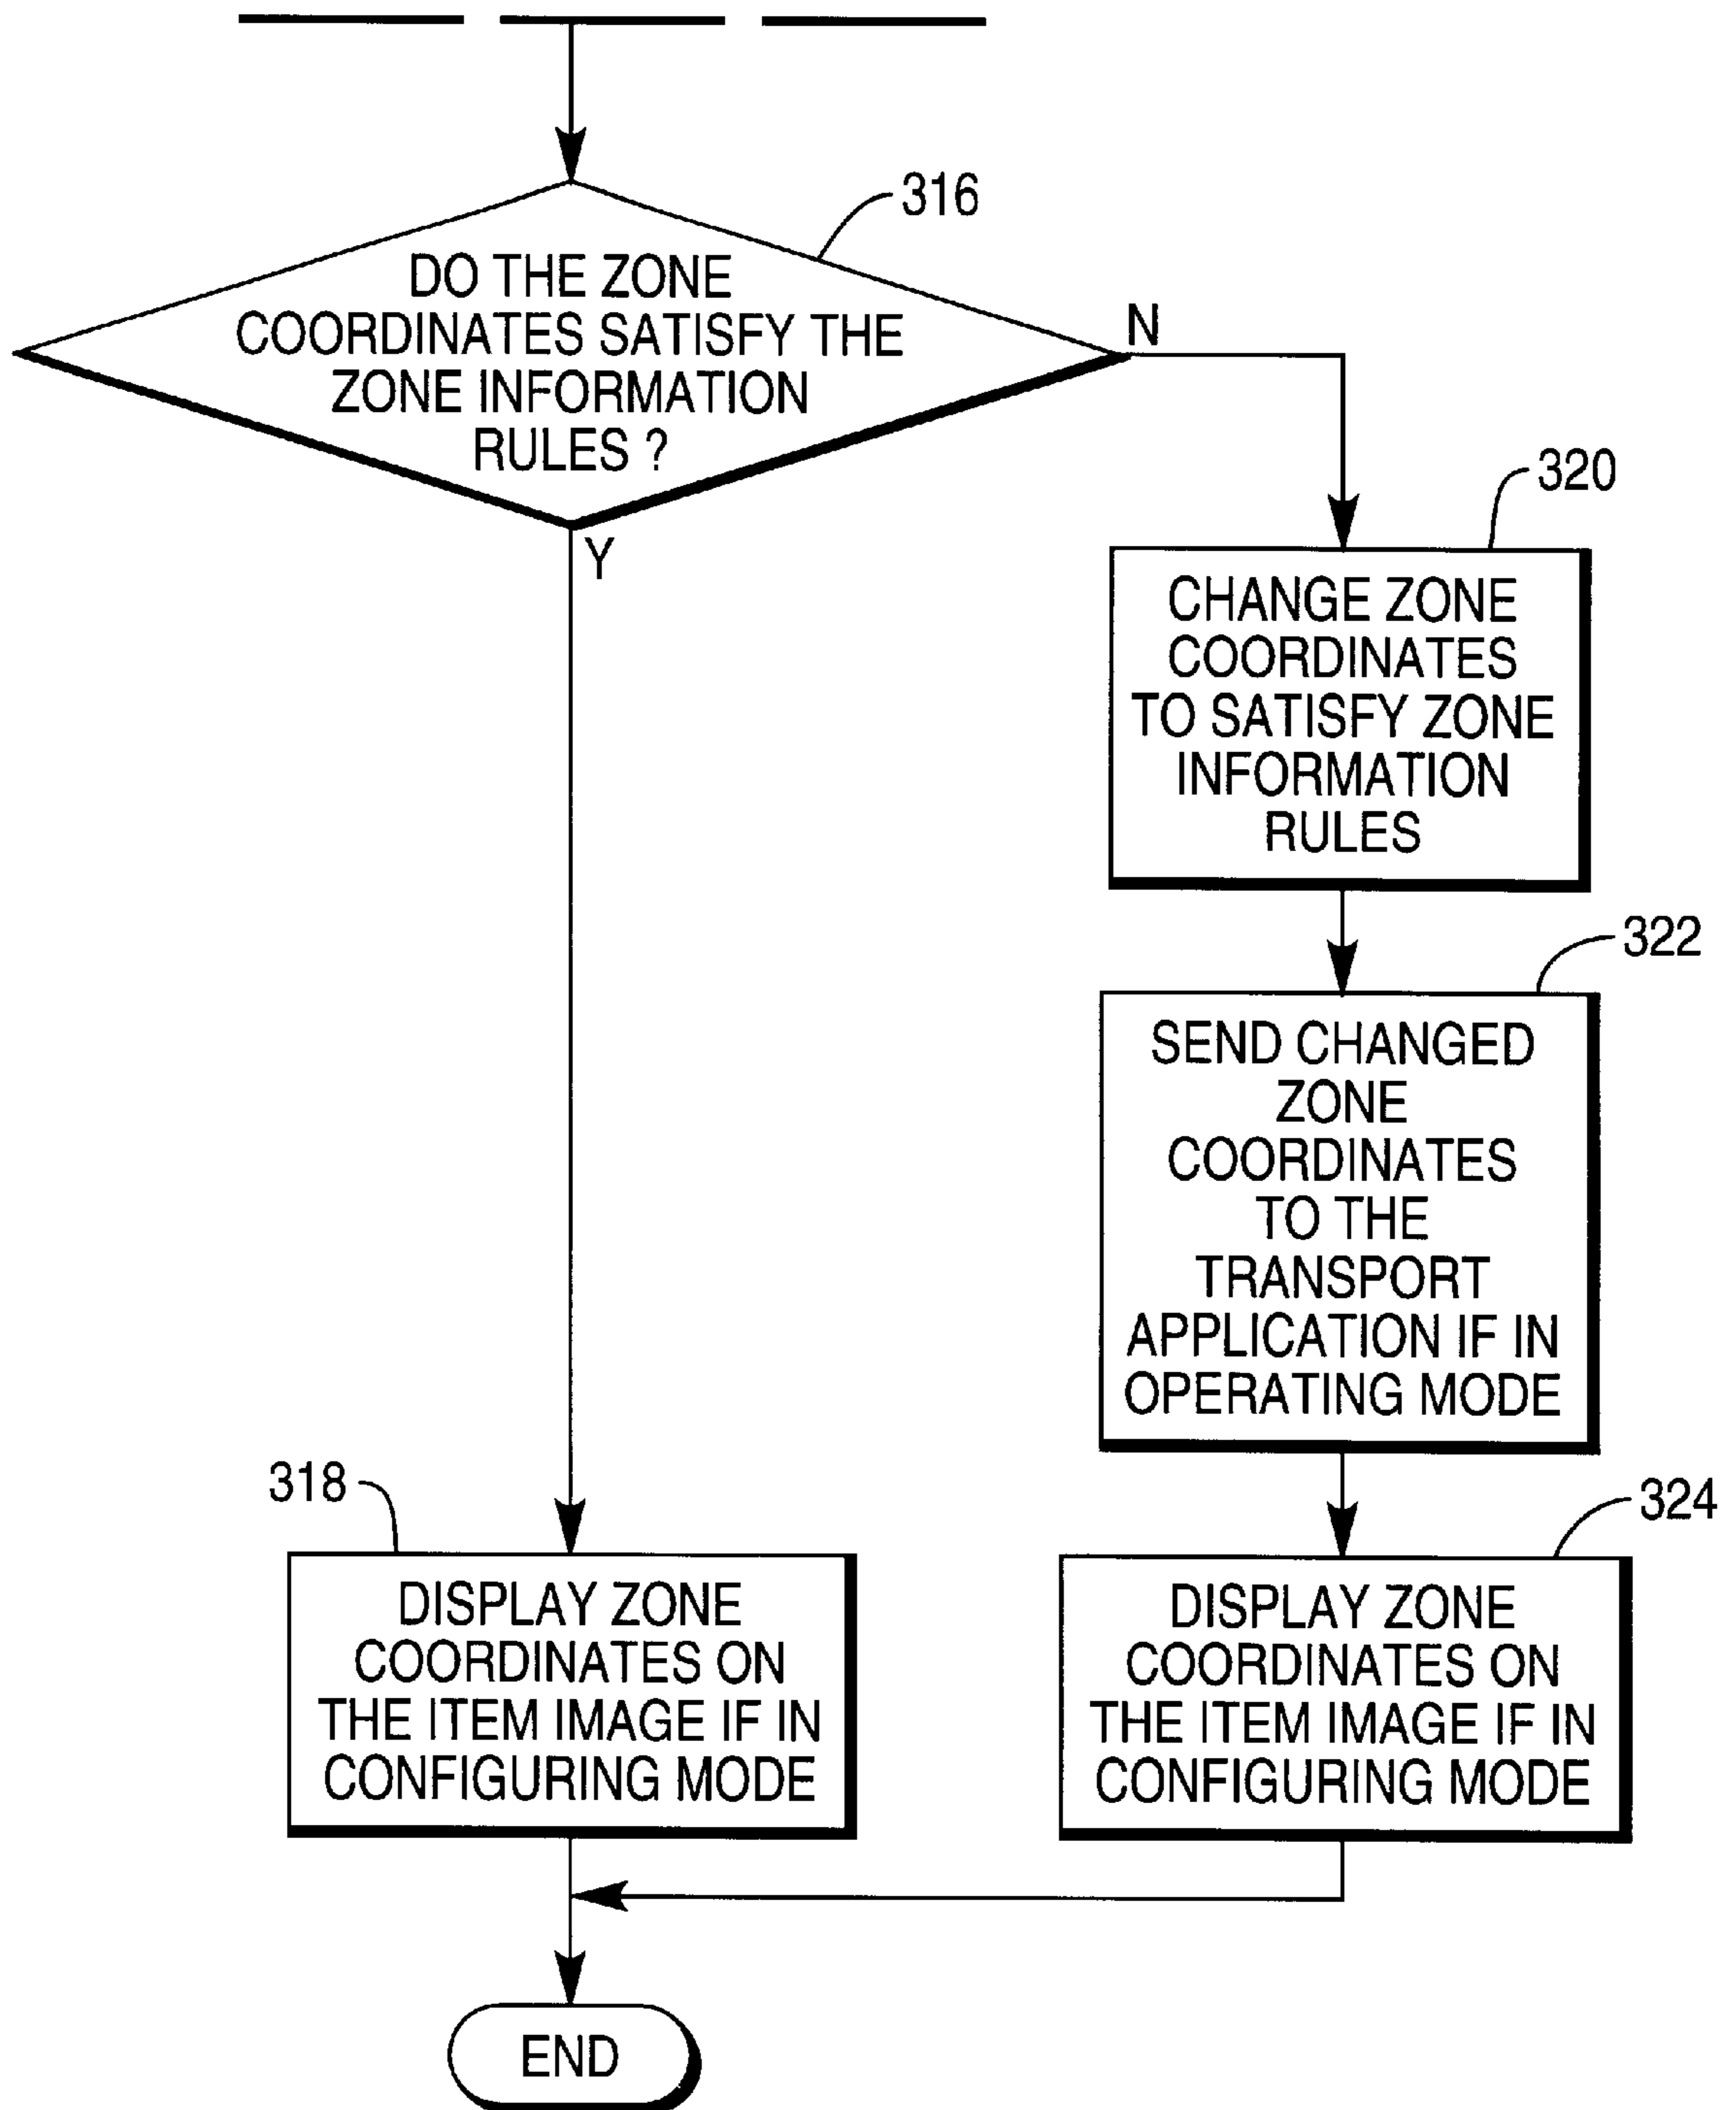 316
DO THE ZONE
COORDINATES SATISFY THE
ZONE INFORMATION
RULES ?
N
Y
320
CHANGE ZONE
COORDINATES
TO SATISFY ZONE
INFORMATION
RULES
322
SEND CHANGED
ZONE
COORDINATES
TO THE
TRANSPORT
APPLICATION IF IN
OPERATING MODE
318
DISPLAY ZONE
COORDINATES ON
THE ITEM IMAGE IF IN
CONFIGURING MODE
324
DISPLAY ZONE
COORDINATES ON
THE ITEM IMAGE IF IN
CONFIGURING MODE
END